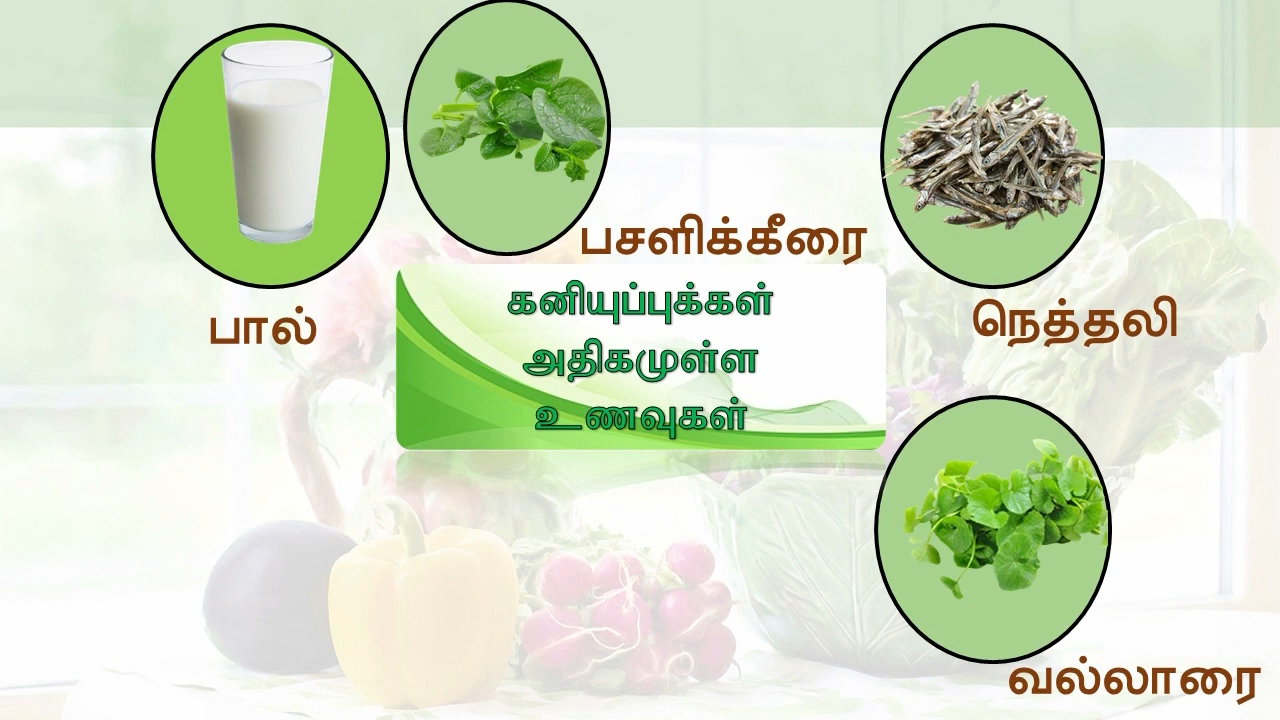 பசளிக்கீரை
பால்
நெத்தலி
கனியுப்புக்கள்
அதிகமுள்ள
உணவுகள்
வல்லாரை